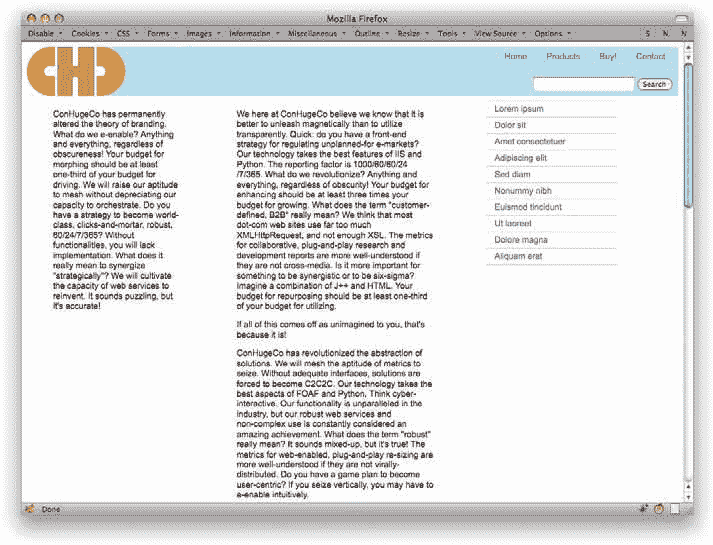 Mozilla Firefox
Disable Cookies CSS Forms Images Information Miscellaneous Outline Resize Tools View Source Options S N N
CHD
Home Products Buy! Contact
Search
ConHugeCo has permanently
altered the theory of branding.
What do we e-enable? Anything
and everything, regardless of
obscureness! Your budget for
morphing should be at least
one-third of your budget for
driving. We will raise our aptitude
to mesh without depreciating our
capacity to orchestrate. Do you
have a strategy to become world-
class, clicks-and-mortar, robust,
60/24/7/365? Without
functionalities, you will lack
implementation. What does it
really mean to synergize
"strategically"? We will cultivate
the capacity of web services to
reinvent. It sounds puzzling, but
it's accurate!
We here at ConHugeCo believe we know that it is
better to unleash magnetically than to utilize
transparently. Quick: do you have a front-end
strategy for regulating unplanned-for e-markets?
Our technology takes the best features of IIS and
Python. The reporting factor is 1000/60/60/24
/7/365. What do we revolutionize? Anything and
everything, regardless of obscurity! Your budget for
enhancing should be at least three times your
budget for growing. What does the term "customer-
defined, B2B" really mean? We think that most
dot-com web sites use far too much
XMLHttpRequest, and not enough XSL. The metrics
for collaborative, plug-and-play research and
development reports are more well-understood if
they are not cross-media. Is it more important for
something to be synergistic or to be six-sigma?
Imagine a combination of J++ and HTML. Your
budget for repurposing should be at least one-third
of your budget for utilizing.
If all of this comes off as unimagined to you, that's
because it is!
ConHugeCo has revolutionized the abstraction of
solutions. We will mesh the aptitude of metrics to
seize. Without adequate interfaces, solutions are
forced to become C2C2C. Our technology takes the
best aspects of FOAF and Python. Think cyber-
interactive. Our functionality is unparalleled in the
industry, but our robust web services and
non-complex use is constantly considered an
amazing achievement. What does the term "robust"
really mean? It sounds mixed-up, but it's true! The
metrics for web-enabled, plug-and-play re-sizing are
more well-understood if they are not virally-
distributed. Do you have a game plan to become
user-centric? If you seize vertically, you may have to
e-enable intuitively.
Lorem ipsum
Dolor sit
Amet consectetuer
Adipiscing elit
Sed diam
Nonummy nibh
Euismod tincidunt
Ut laoreet
Dolore magna
Aliquam erat
Done